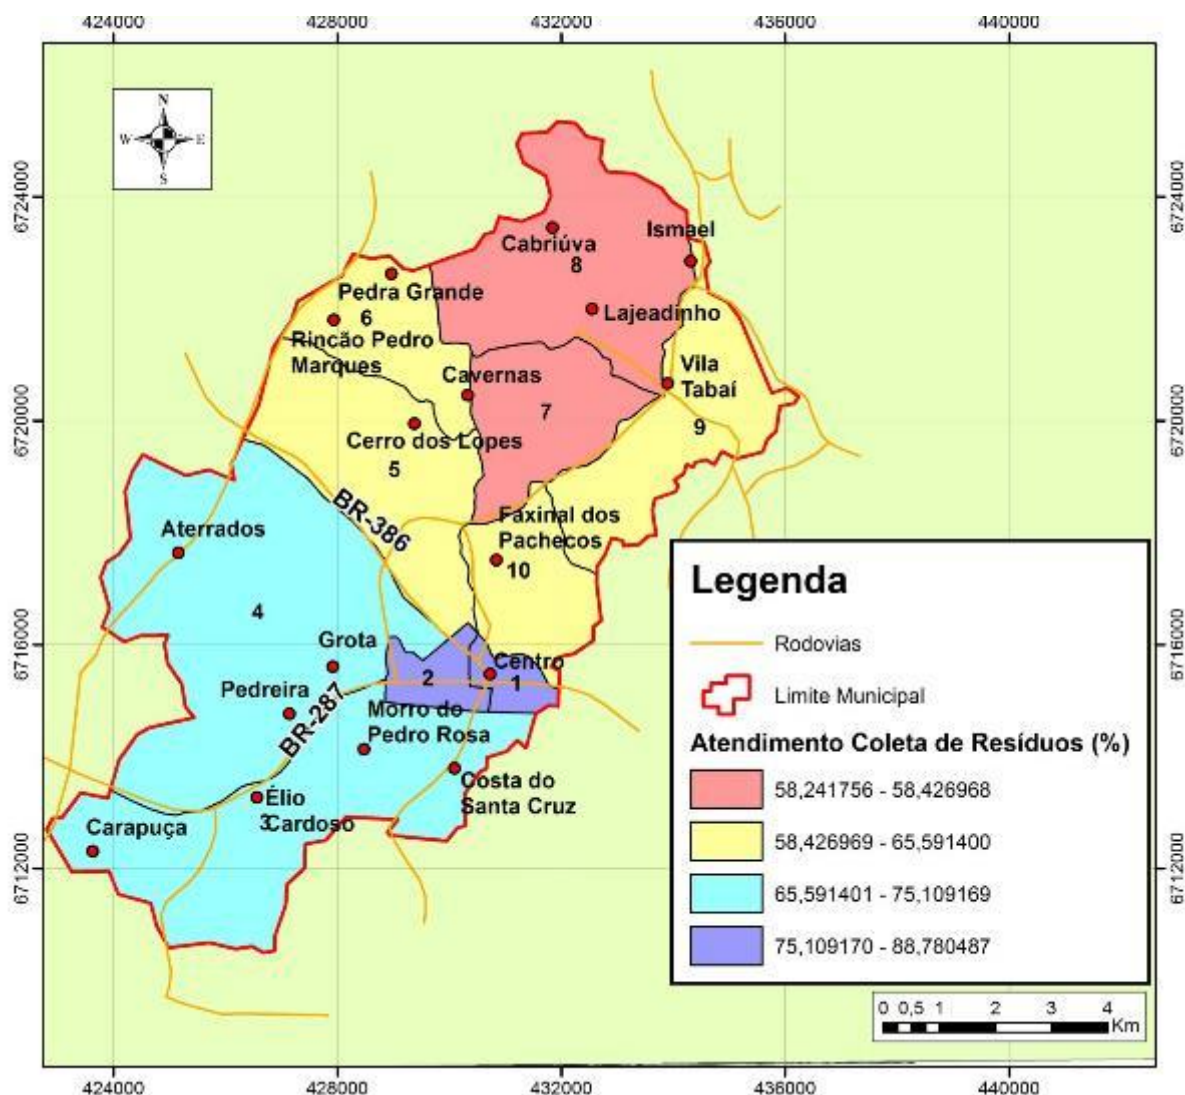 424000 428000 432000 436000 440000
N
W E
S
6724000 6724000
Ismael
Cabriúva
8
Pedra Grande
6
Lajeadinho
Rincão Pedro
Marques
Cavernas
Vila
Tabaí
7
9
6720000 6720000
Cerro dos Lopes
5
BR-386
Faxinal dos
Pachecos
10
Aterrados
4
Grota
6716000 6716000
Centro
1
2
Pedreira
BR-287
Morro do
Pedro Rosa
Costa do
Santa Cruz
Élio
3
Cardoso
Carapuça
6712000 6712000
Legenda
Rodovias
Limite Municipal
Atendimento Coleta de Resíduos (%)
58,241756 - 58,426968
58,426969 - 65,591400
65,591401 - 75,109169
75,109170 - 88,780487
0 0,5 1 2 3 4
Km
424000 428000 432000 436000 440000